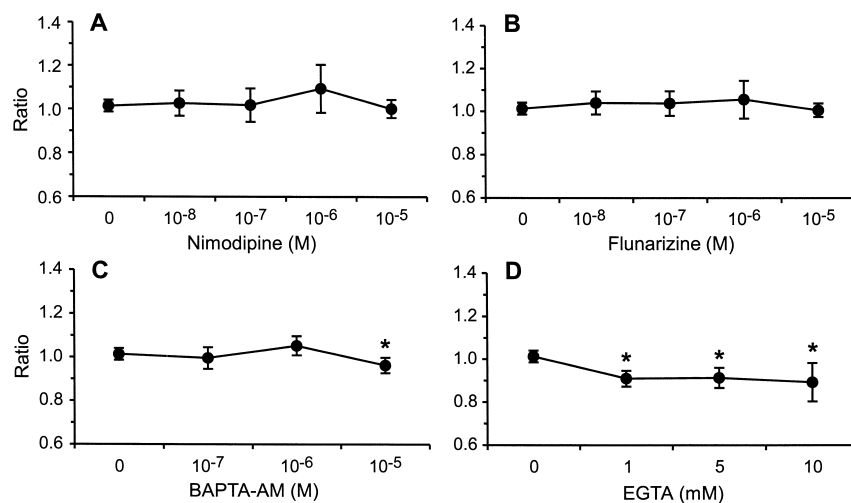 A
1.4
1.2
1.0
0.8
0.6
Ratio
0 10-8 10-7 10-6 10-5
Nimodipine (M)
B
1.4
1.2
1.0
0.8
0.6
0 10-8 10-7 10-6 10-5
Flunarizine (M)
C
1.4
1.2
1.0
0.8
0.6
Ratio
*
0 10-7 10-6 10-5
BAPTA-AM (M)
D
1.4
1.2
1.0
0.8
0.6
* * *
0 1 5 10
EGTA (mM)